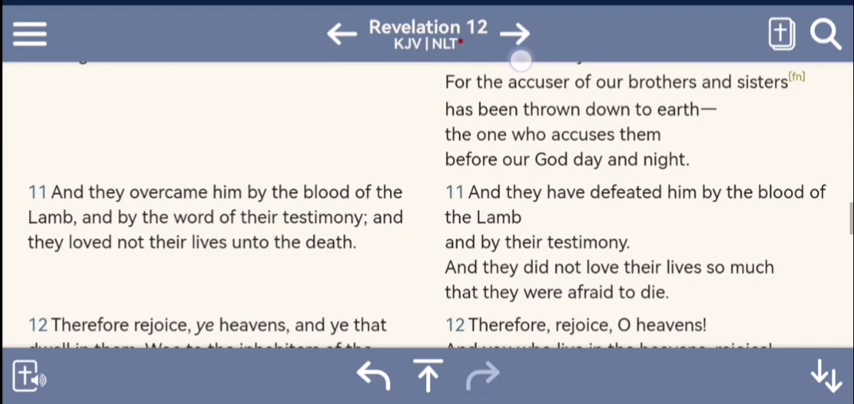 Revelation 12
KJV | NLT
For the accuser of our brothers and sisters[fn]
has been thrown down to earth—
the one who accuses them
before our God day and night.
11 And they overcame him by the blood of the
Lamb, and by the word of their testimony; and
they loved not their lives unto the death.
11 And they have defeated him by the blood of
the Lamb
and by their testimony.
And they did not love their lives so much
that they were afraid to die.
12 Therefore rejoice, ye heavens, and ye that
12 Therefore, rejoice, O heavens!